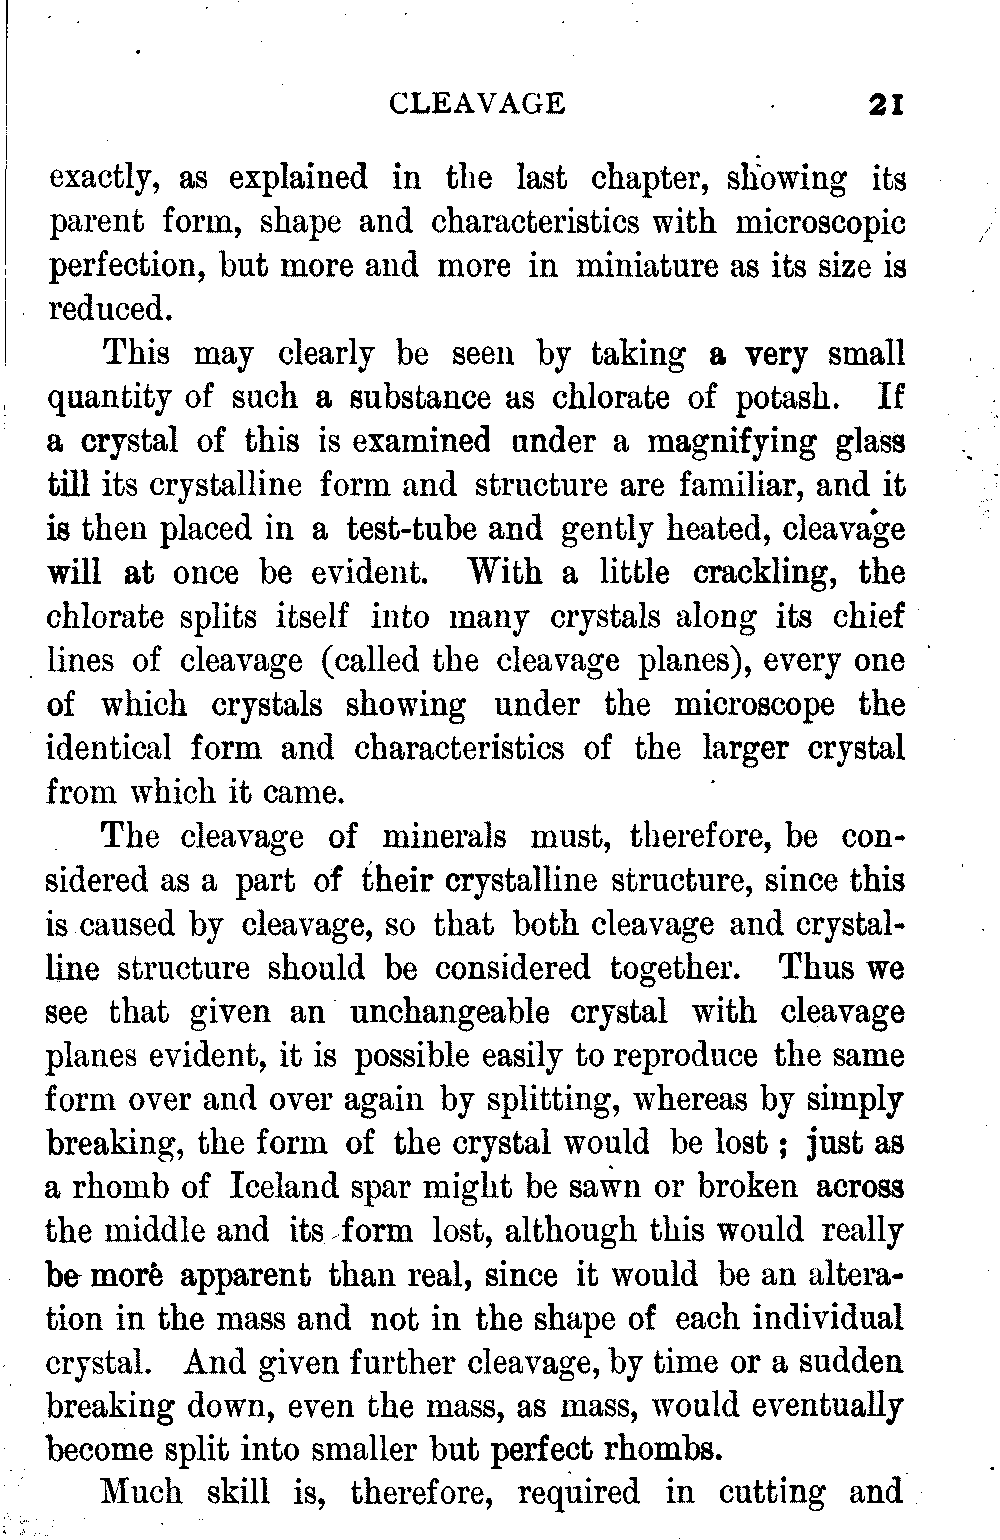 CLEAVAGE 21
exactly, as explained in the last chapter, showing its
parent form, shape and characteristics with microscopic
perfection, but more and more in miniature as its size is
reduced.
This may clearly be seen by taking a very small
quantity of such a substance as chlorate of potash. If
a crystal of this is examined under a magnifying glass
till its crystalline form and structure are familiar, and it
is then placed in a test-tube and gently heated, cleavage
will at once be evident. With a little crackling, the
chlorate splits itself into many crystals along its chief
lines of cleavage (called the cleavage planes), every one
of which crystals showing under the microscope the
identical form and characteristics of the larger crystal
from which it came.
The cleavage of minerals must, therefore, be con-
sidered as a part of their crystalline structure, since this
is caused by cleavage, so that both cleavage and crystal-
line structure should be considered together. Thus we
see that given an unchangeable crystal with cleavage
planes evident, it is possible easily to reproduce the same
form over and over again by splitting, whereas by simply
breaking, the form of the crystal would be lost ; just as
a rhomb of Iceland spar might be sawn or broken across
the middle and its form lost, although this would really
be more apparent than real, since it would be an altera-
tion in the mass and not in the shape of each individual
crystal. And given further cleavage, by time or a sudden
breaking down, even the mass, as mass, would eventually
become split into smaller but perfect rhombs.
Much skill is, therefore, required in cutting and